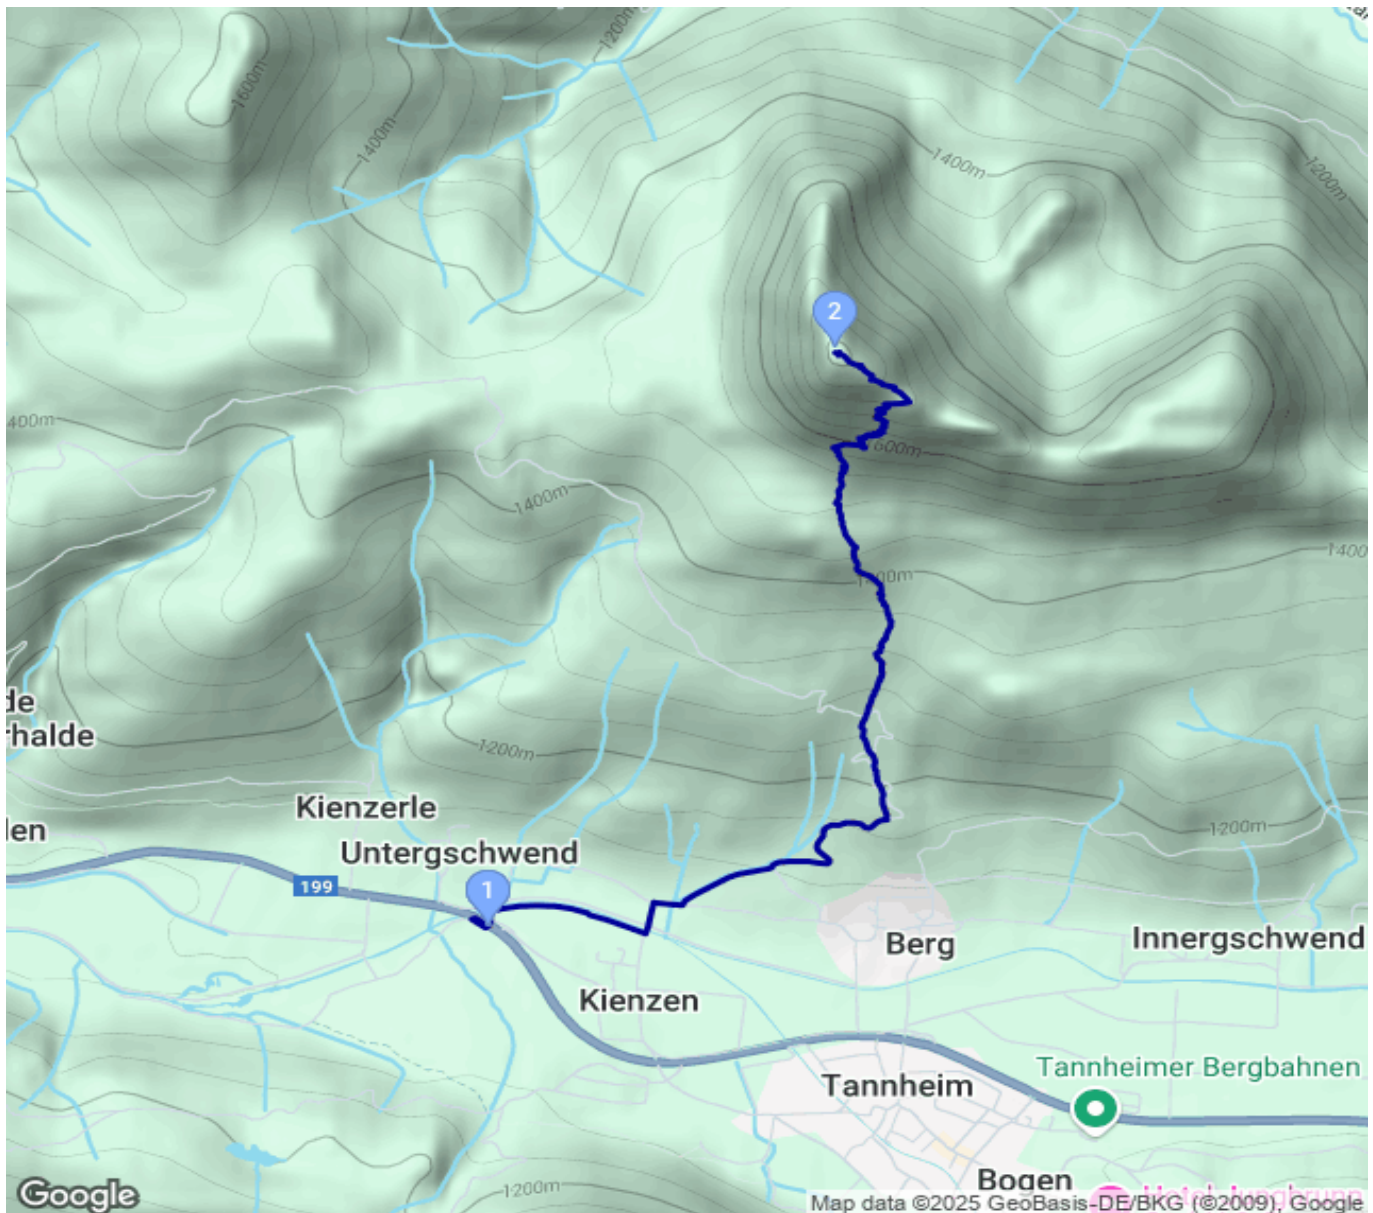 1200m
1600m
1400m
1400m
1200m
2
400m
1600m
1400m
1400m
de
rhalde
1200m
Kienzerle
len
1200m
Untergschwend
199
1
Berg
Innergschwend
Kienzen
Tannheimer Bergbahnen
Tannheim
Bogen
1200m
Google
Map data ©2025 GeoBasis-DE/BKG (©2009), Google